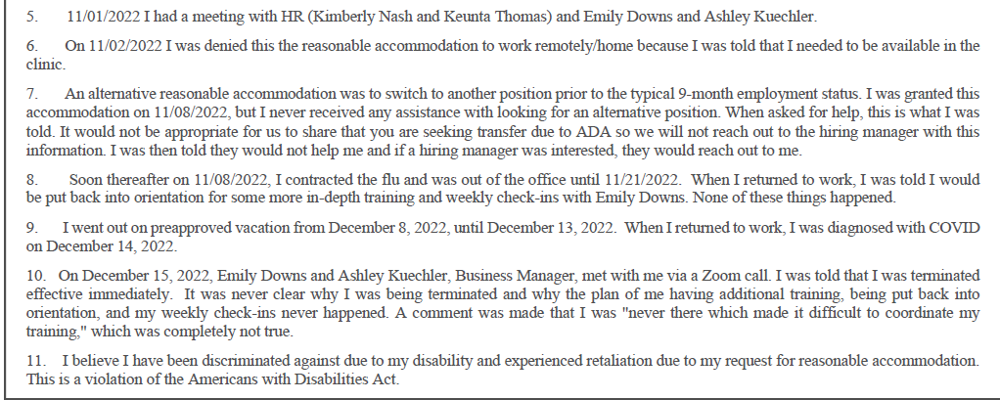 5. 11/01/2022 I had a meeting with HR (Kimberly Nash and Keunta Thomas) and Emily Downs and Ashley Kuechler.
6. On 11/02/2022 I was denied this the reasonable accommodation to work remotely/home because I was told that I needed to be available in the
clinic.
7. An alternative reasonable accommodation was to switch to another position prior to the typical 9-month employment status. I was granted this
accommodation on 11/08/2022, but I never received any assistance with looking for an alternative position. When asked for help, this is what I was
told. It would not be appropriate for us to share that you are seeking transfer due to ADA so we will not reach out to the hiring manager with this
information. I was then told they would not help me and if a hiring manager was interested, they would reach out to me.
8. Soon thereafter on 11/08/2022, I contracted the flu and was out of the office until 11/21/2022. When I returned to work, I was told I would
be put back into orientation for some more in-depth training and weekly check-ins with Emily Downs. None of these things happened.
9. I went out on preapproved vacation from December 8, 2022, until December 13, 2022. When I returned to work, I was diagnosed with COVID
on December 14, 2022.
10. On December 15, 2022, Emily Downs and Ashley Kuechler, Business Manager, met with me via a Zoom call. I was told that I was terminated
effective immediately. It was never clear why I was being terminated and why the plan of me having additional training, being put back into
orientation, and my weekly check-ins never happened. A comment was made that I was "never there which made it difficult to coordinate my
training," which was completely not true.
11. I believe I have been discriminated against due to my disability and experienced retaliation due to my request for reasonable accommodation.
This is a violation of the Americans with Disabilities Act.